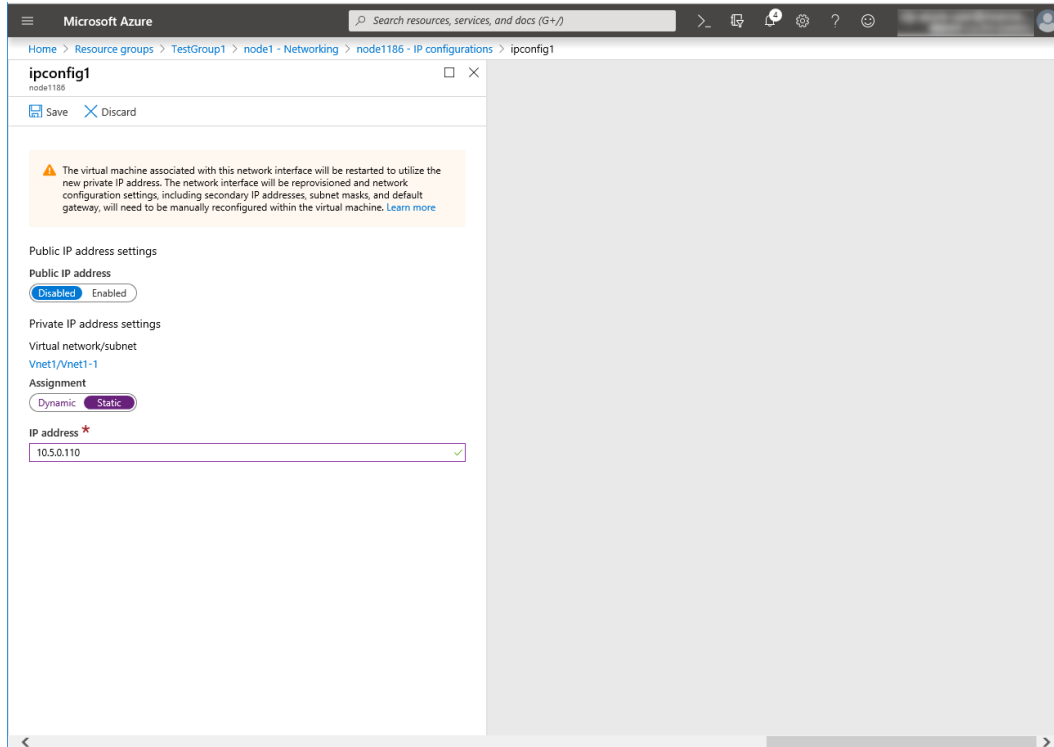 Microsoft Azure
Search resources, services, and docs (G+/)
4
Home > Resource groups > TestGroup1 > node1 - Networking > node1186 - IP configurations > ipconfig1
ipconfig1
node1186
Save Discard
The virtual machine associated with this network interface will be restarted to utilize the
new private IP address. The network interface will be reprovisioned and network
configuration settings, including secondary IP addresses, subnet masks, and default
gateway, will need to be manually reconfigured within the virtual machine. Learn more
Public IP address settings
Public IP address
Disabled Enabled
Private IP address settings
Virtual network/subnet
Vnet1/Vnet1-1
Assignment
Dynamic Static
IP address *
10.5.0.110